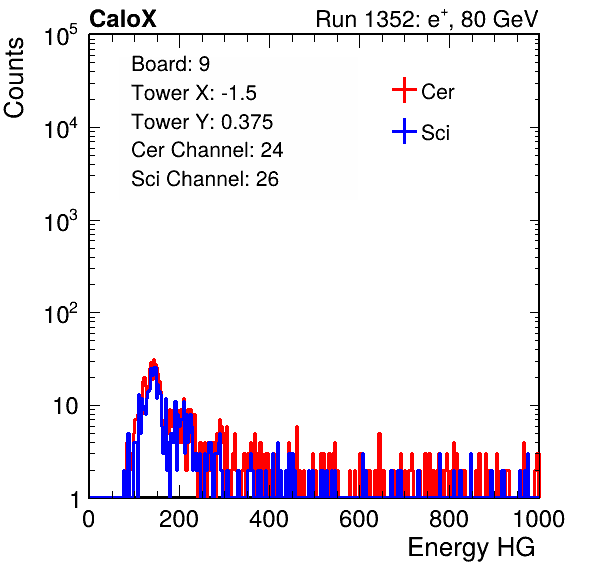 CaloX Run 1352: e⁺, 80 GeV
Counts
Board: 9
Tower X: -1.5
Tower Y: 0.375
Cer Channel: 24
Sci Channel: 26
Cer
Sci
10⁵
10⁴
10³
10²
10
1
0 200 400 600 800 1000
Energy HG